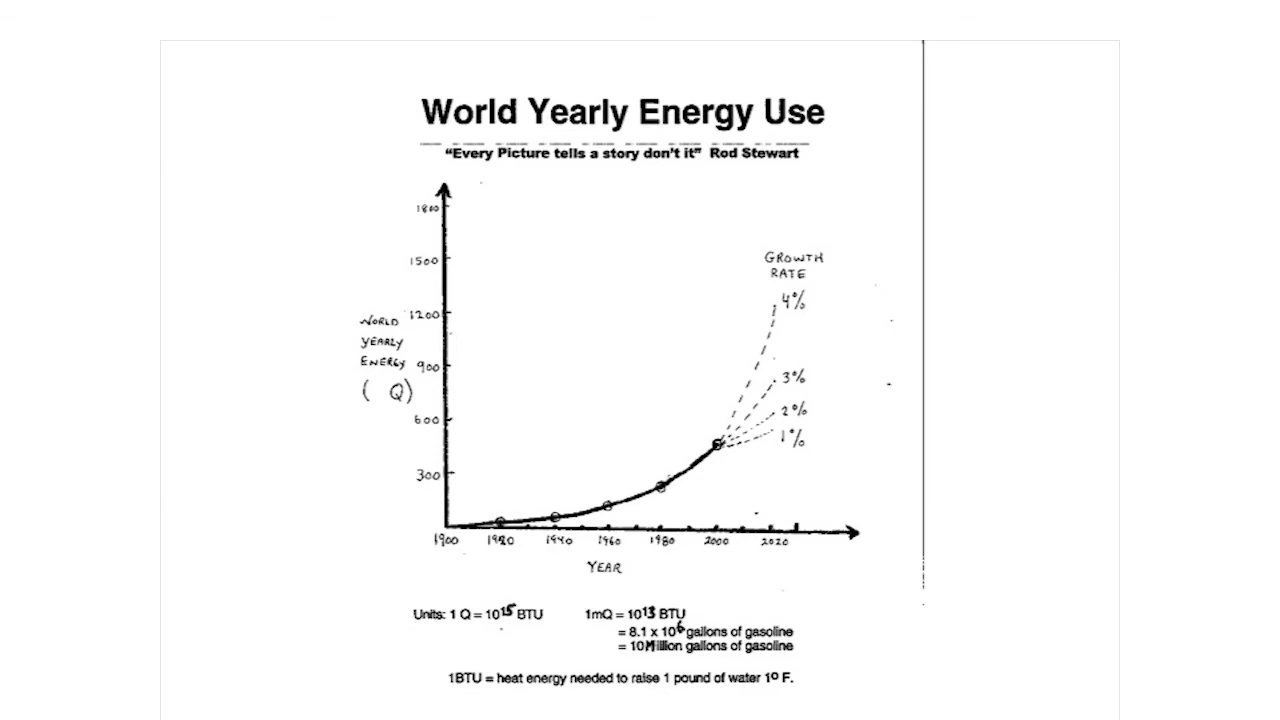 World Yearly Energy Use
"Every Picture tells a story don't it" Rod Stewart
1800
1500
1200
900
600
300
WORLD
YEARLY
ENERGY
( Q)
GROWTH
RATE
4%
3%
2%
1%
1900 1920 1940 1960 1980 2000 2020
YEAR
Units: 1 Q = 10^15 BTU 1mQ = 10^13 BTU
= 8.1 x 10^6 gallons of gasoline
= 10 Million gallons of gasoline
1BTU = heat energy needed to raise 1 pound of water 1º F.